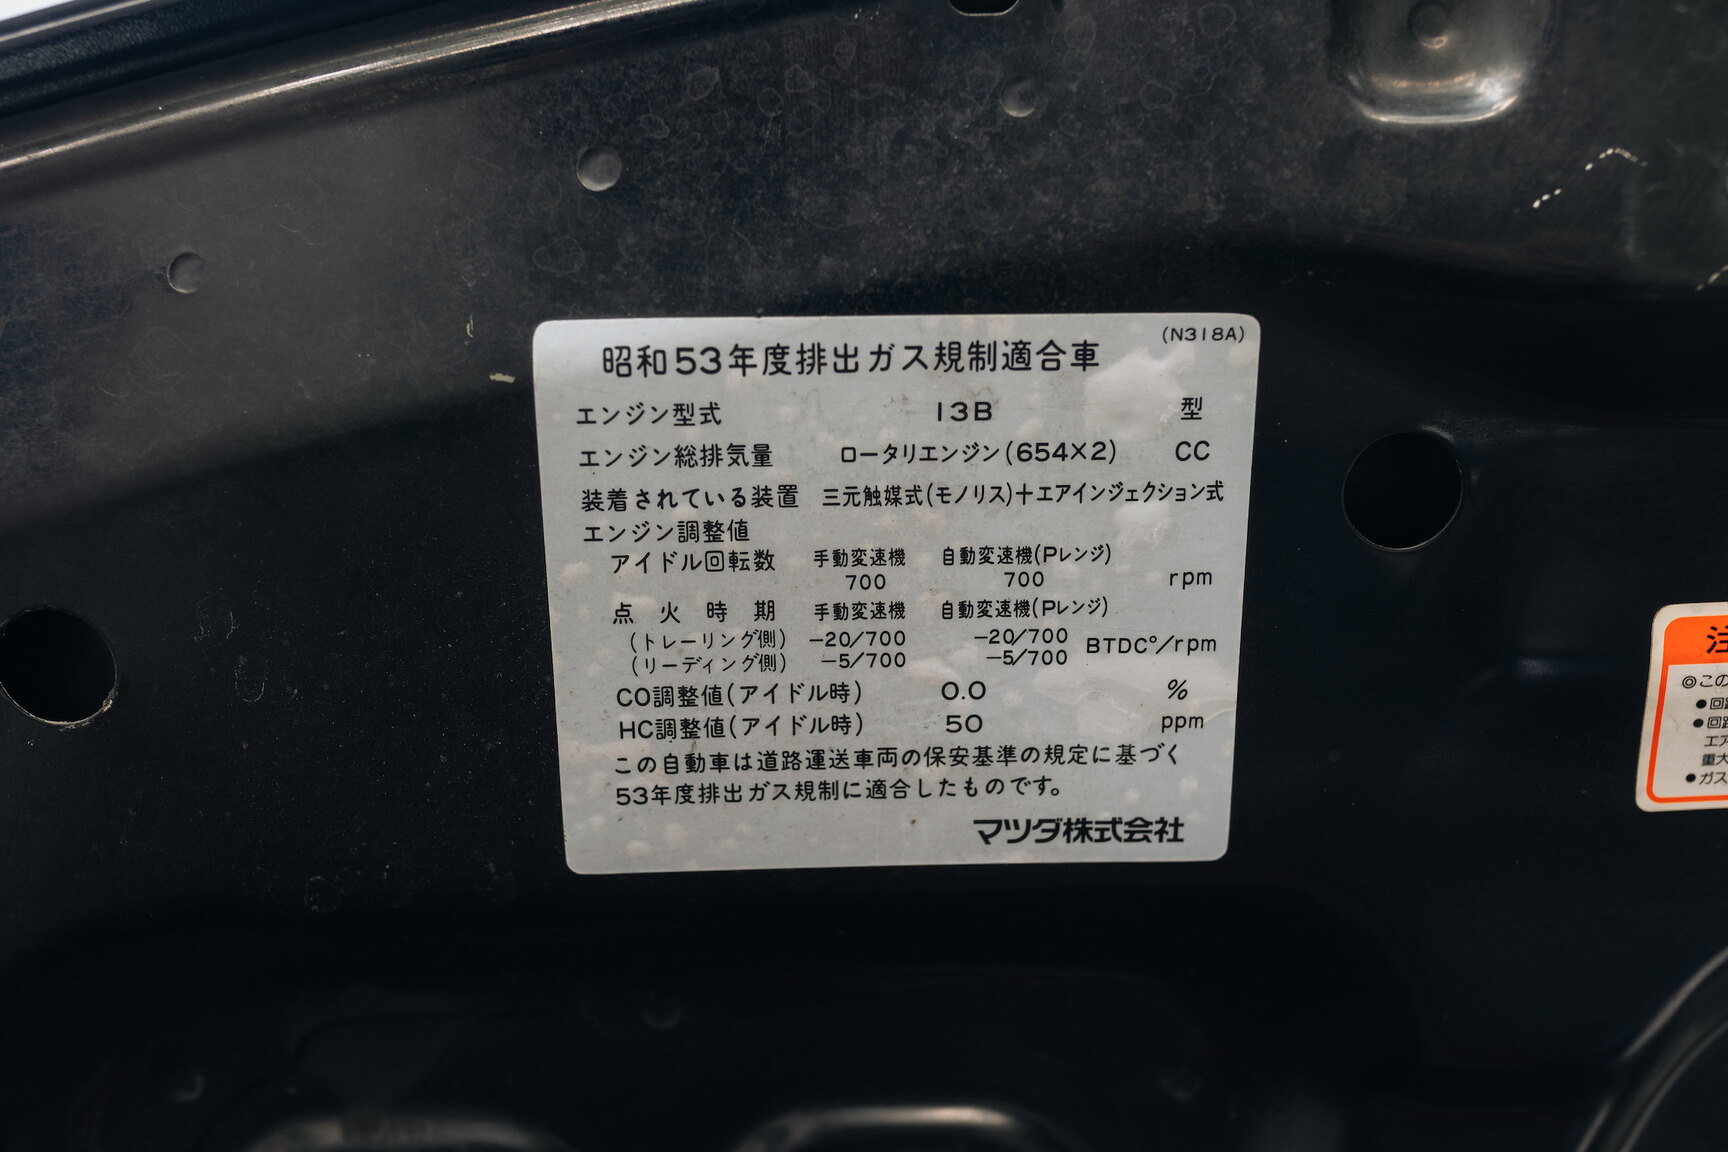 (N318A)
昭和53年度排出ガス規制適合車
エンジン型式 13B 型
エンジン総排気量 ロータリエンジン(654×2) CC
装着されている装置 三元触媒式(モノリス)+エアインジェクション式
エンジン調整値
アイドル回転数 手動変速機 自動変速機(Pレンジ)
700 700 rpm
点火時期 手動変速機 自動変速機(Pレンジ)
(トレーリング側) −20/700 −20/700 BTDC°/rpm
(リーディング側) −5/700 −5/700
CO調整値(アイドル時) 0.0 %
HC調整値(アイドル時) 50 ppm
この自動車は道路運送車両の保安基準の規定に基づく
53年度排出ガス規制に適合したものです。
マツダ株式会社
注
◎この
●回
●回
エア
重大
●ガス